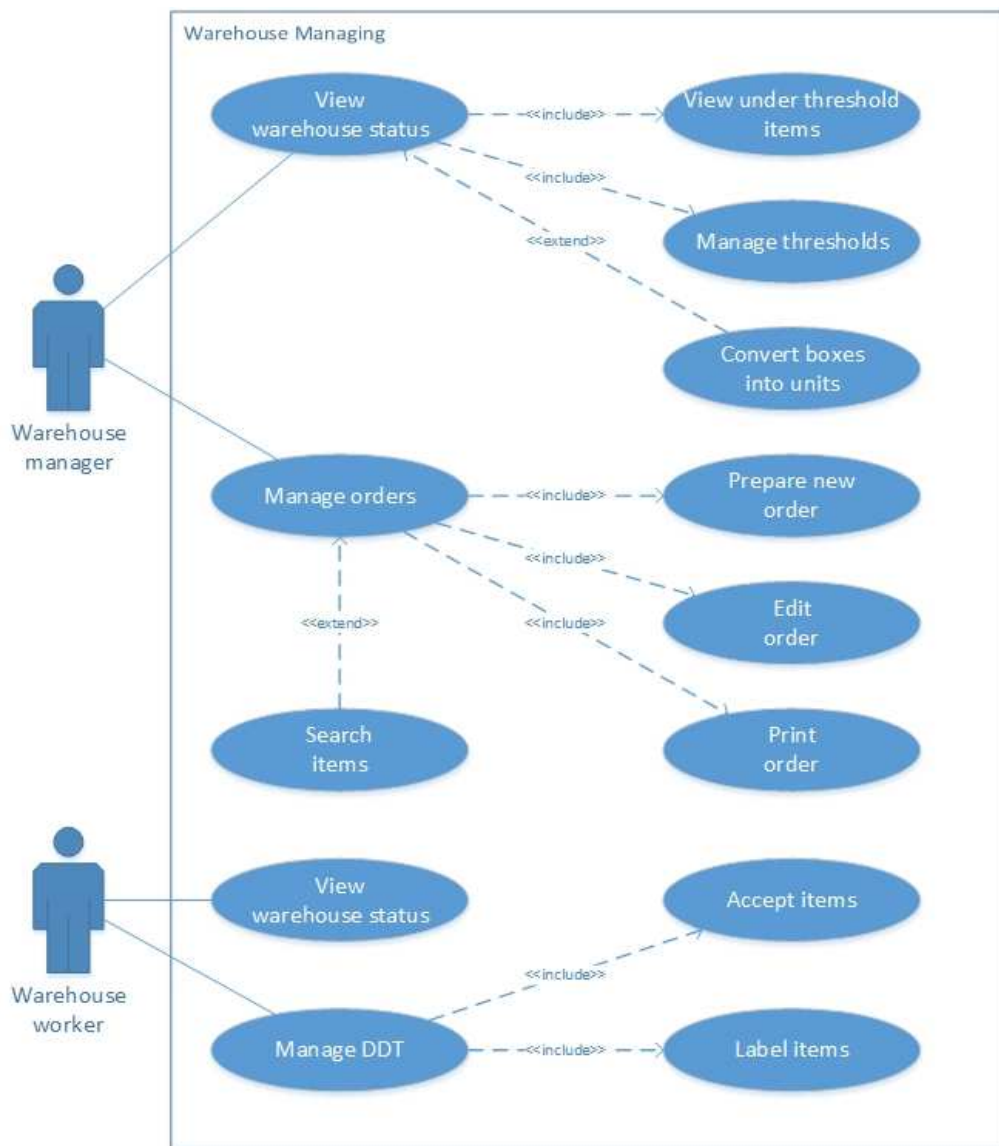 Warehouse Managing
View
warehouse status
<<include>>
View under threshold
items
<<include>>
Manage thresholds
<<extend>>
Convert boxes
into units
Warehouse
manager
Manage orders
<<include>>
Prepare new
order
<<include>>
Edit
order
<<extend>>
<<include>>
Search
items
Print
order
View
warehouse status
Accept items
<<include>>
Warehouse
worker
Manage DDT
<<include>>
Label items